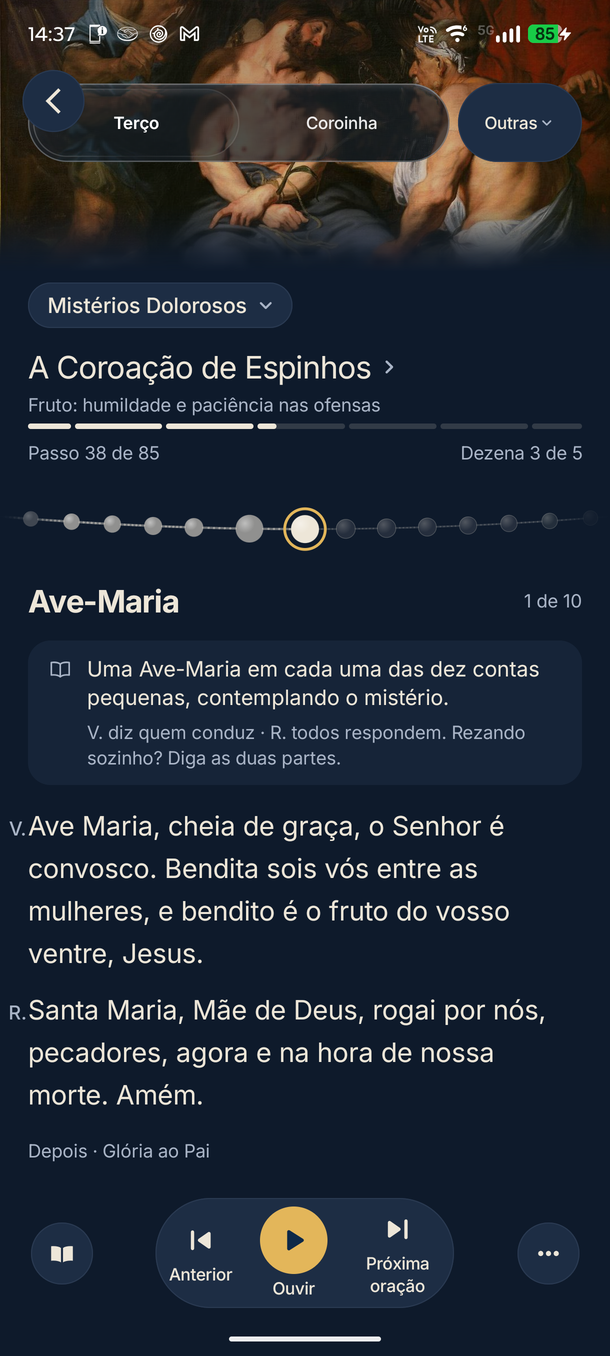 14:37
Vo))
LTE
6
5G
85
Terço
Coroinha
Outras
Mistérios Dolorosos
A Coroação de Espinhos
Fruto: humildade e paciência nas ofensas
Passo 38 de 85
Dezena 3 de 5
Ave-Maria
1 de 10
Uma Ave-Maria em cada uma das dez contas
pequenas, contemplando o mistério.
V. diz quem conduz · R. todos respondem. Rezando
sozinho? Diga as duas partes.
V. Ave Maria, cheia de graça, o Senhor é
convosco. Bendita sois vós entre as
mulheres, e bendito é o fruto do vosso
ventre, Jesus.
R. Santa Maria, Mãe de Deus, rogai por nós,
pecadores, agora e na hora de nossa
morte. Amém.
Depois · Glória ao Pai
Anterior
Ouvir
Próxima
oração